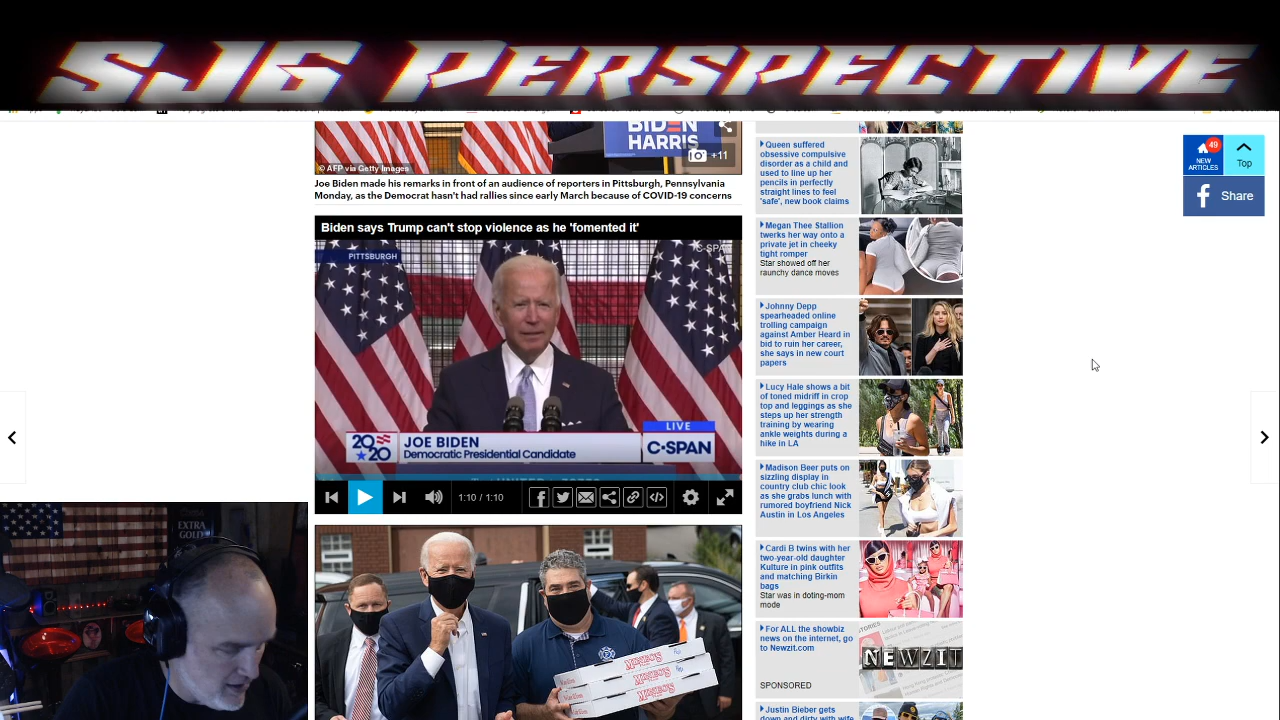 SJG PERSPECTIVE
BIDEN
HARRIS
+11
© AFP via Getty Images
Joe Biden made his remarks in front of an audience of reporters in Pittsburgh, Pennsylvania
Monday, as the Democrat hasn't had rallies since early March because of COVID-19 concerns
Biden says Trump can't stop violence as he 'fomented it'
C-SPAN
PITTSBURGH
LIVE
2020
JOE BIDEN
Democratic Presidential Candidate
C-SPAN
1:10 / 1:10
EXTRA
GOLD
Queen suffered
obsessive compulsive
disorder as a child and
used to line up her
pencils in perfectly
straight lines to feel
'safe', new book claims
Megan Thee Stallion
twerks her way onto a
private jet in cheeky
tight romper
Star showed off her
raunchy dance moves
Johnny Depp
spearheaded online
trolling campaign
against Amber Heard in
bid to ruin her career,
she says in new court
papers
Lucy Hale shows a bit
of toned midriff in crop
top and leggings as she
steps up her strength
training by wearing
ankle weights during a
hike in LA
Madison Beer puts on
sizzling display in
country club chic look
as she grabs lunch with
rumored boyfriend Nick
Austin in Los Angeles
Cardi B twins with her
two-year-old daughter
Kulture in pink outfits
and matching Birkin
bags
Star was in doting-mom
mode
For ALL the showbiz
news on the internet, go
to Newzit.com
SPONSORED
NEWZIT
Justin Bieber gets
down and dirty with wife
49
NEW
ARTICLES
Top
Share